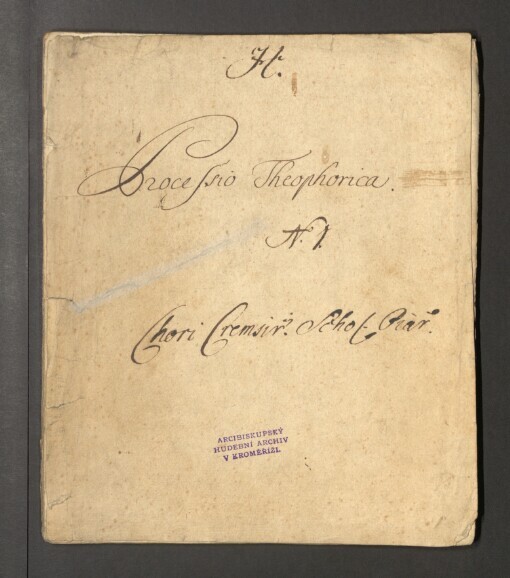 H.
Processio Theophorica.
N. 1.
Chori Cremsir. Schol. Piar.
ARCIBISKUPSKÝ
HUDEBNÍ ARCHIV
V KROMĚŘÍŽI.